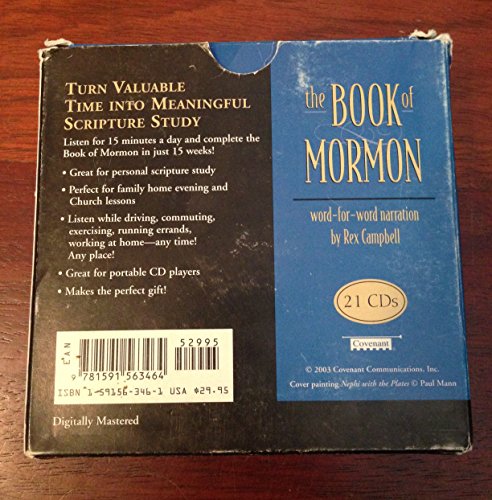 TURN VALUABLE
TIME INTO MEANINGFUL
SCRIPTURE STUDY
Listen for 15 minutes a day and complete the
Book of Mormon in just 15 weeks!
• Great for personal scripture study
• Perfect for family home evening and
Church lessons
• Listen while driving, commuting,
exercising, running errands,
working at home—any time!
Any place!
• Great for portable CD players
• Makes the perfect gift!
EAN
52995
9 781591 563464
ISBN 1-59156-346-1 USA $29.95
Digitally Mastered
the BOOK of
MORMON
word-for-word narration
by Rex Campbell
21 CDs
Covenant
© 2003 Covenant Communications, Inc.
Cover painting Nephi with the Plates © Paul Mann